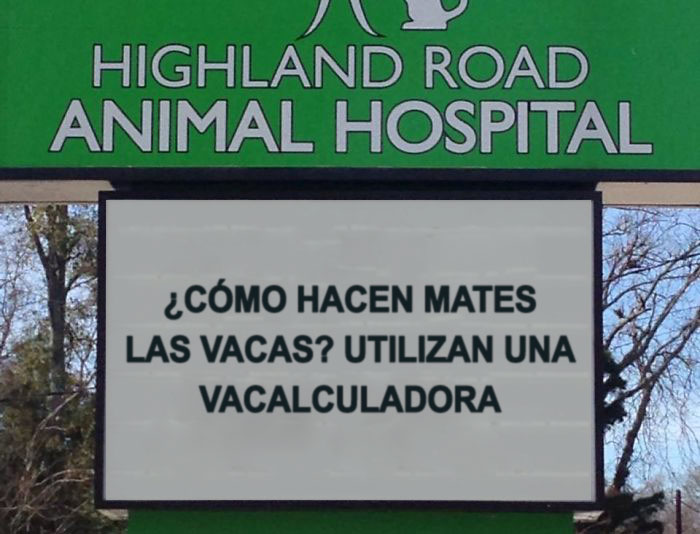 HIGHLAND ROAD
ANIMAL HOSPITAL
¿CÓMO HACEN MATES
LAS VACAS? UTILIZAN UNA
VACALCULADORA